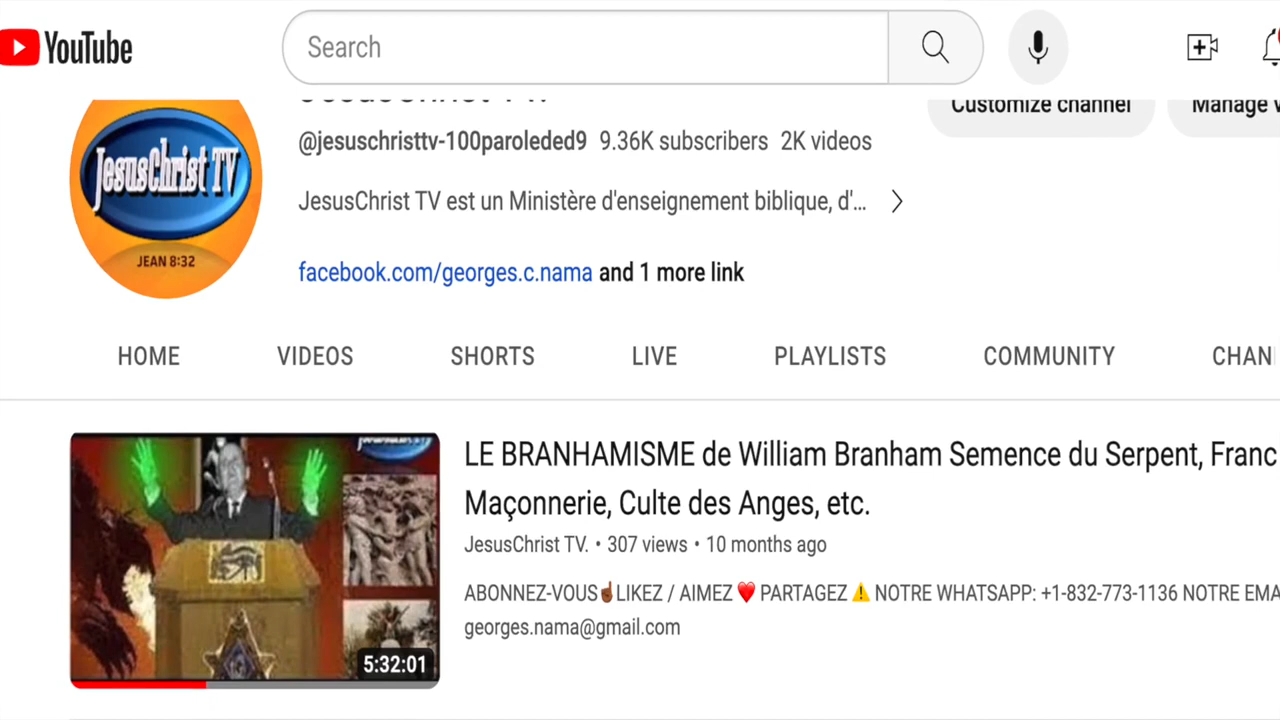 YouTube
Search
Customize channel
Manage
JesusChrist TV
JEAN 8:32
@jesuschristtv-100paroleded9 9.36K subscribers 2K videos
JesusChrist TV est un Ministère d'enseignement biblique, d'...
facebook.com/georges.c.nama and 1 more link
HOME VIDEOS SHORTS LIVE PLAYLISTS COMMUNITY CHAN
LE BRANHAMISME de William Branham Semence du Serpent, Franc
Maçonnerie, Culte des Anges, etc.
JesusChrist TV. • 307 views • 10 months ago
ABONNEZ-VOUS☝🏾LIKEZ / AIMEZ ❤️ PARTAGEZ ⚠️ NOTRE WHATSAPP: +1-832-773-1136 NOTRE EMA
georges.nama@gmail.com
5:32:01